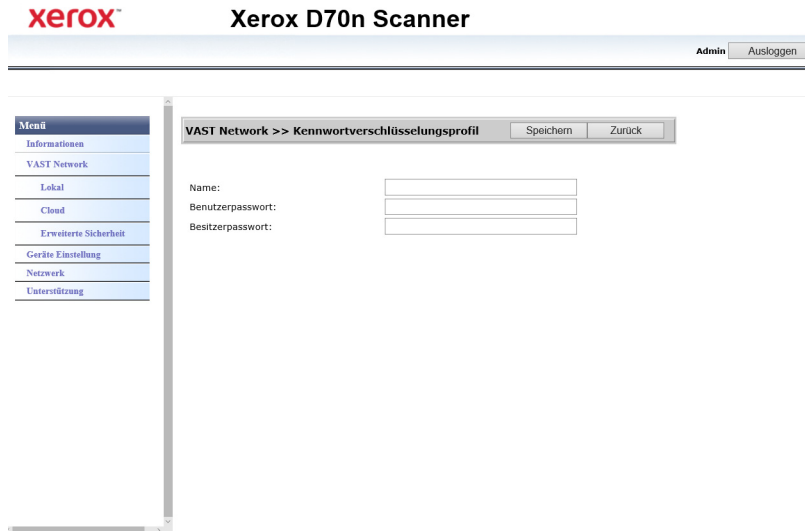 xerox™
Xerox D70n Scanner
Admin Ausloggen
Menü
Informationen
VAST Network
Lokal
Cloud
Erweiterte Sicherheit
Geräte Einstellung
Netzwerk
Unterstützung
VAST Network >> Kennwortverschlüsselungsprofil Speichern Zurück
Name:
Benutzerpasswort:
Besitzerpasswort: